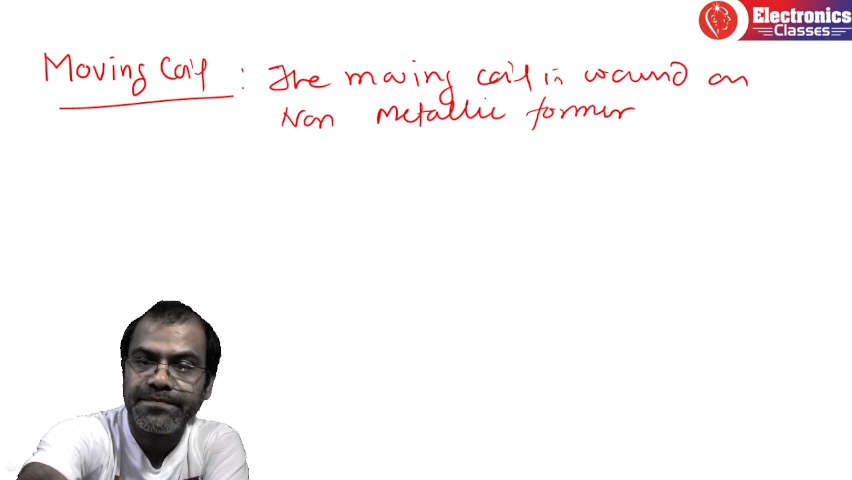 Electronics
Classes
Moving Coil : The moving coil is wound on
Non Metallic former